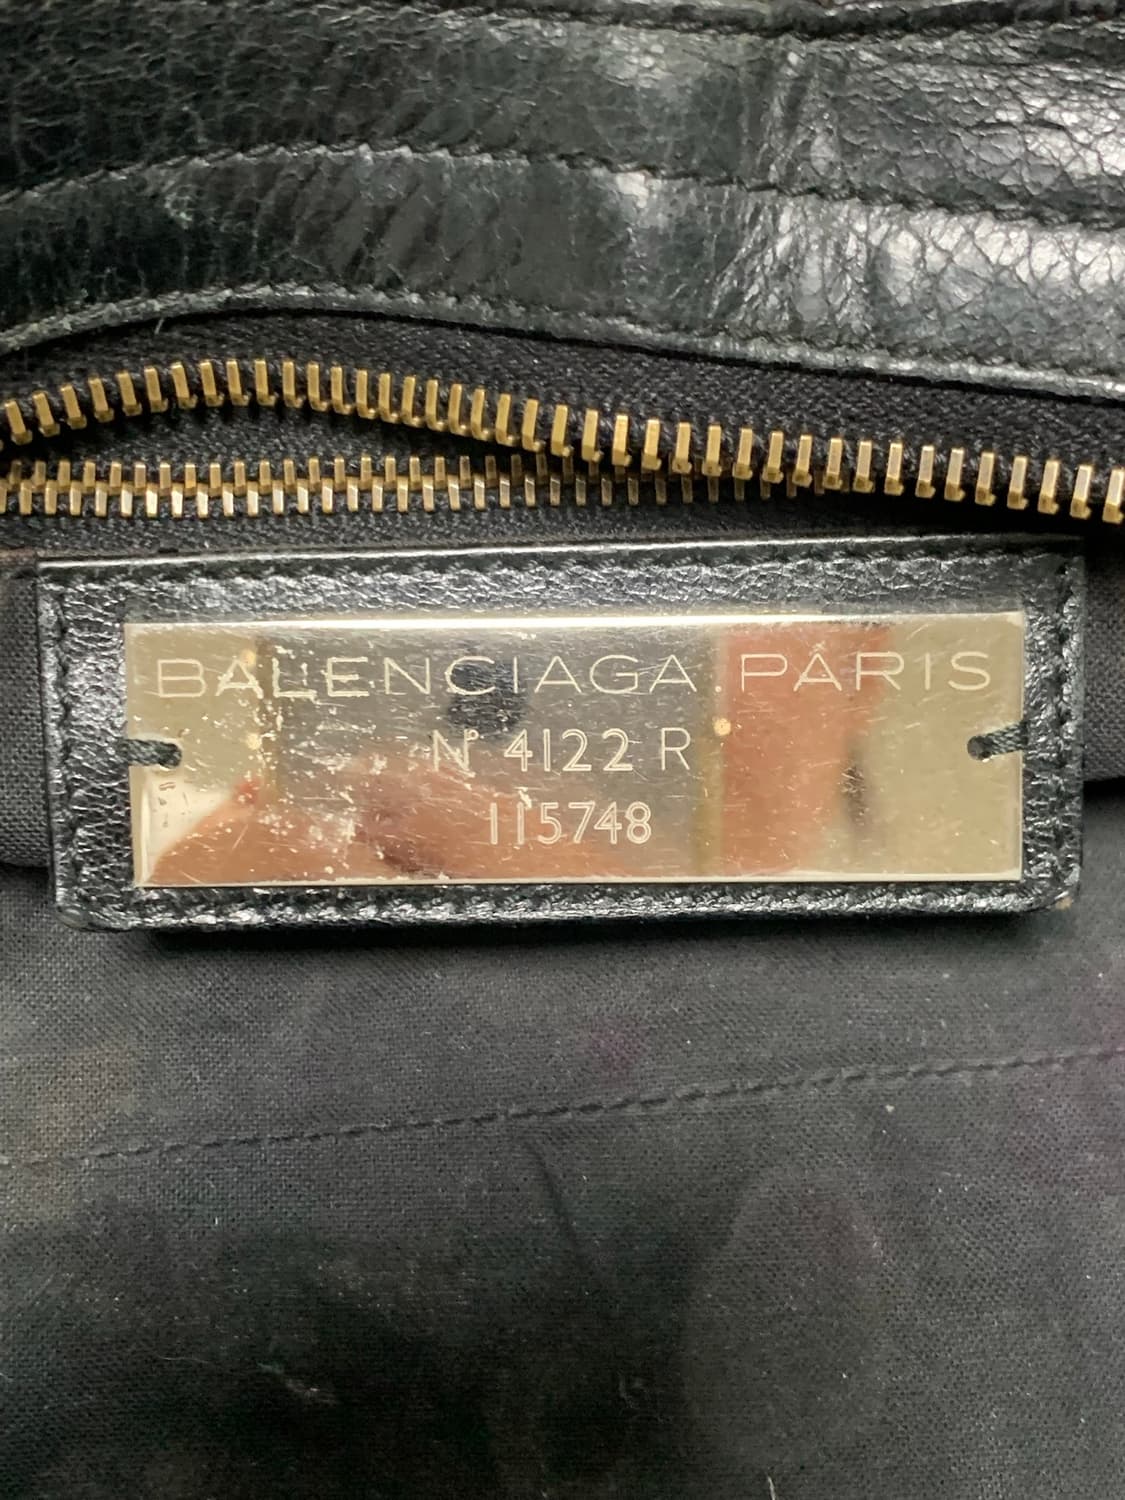 BALENCIAGA.PARIS
N° 4122 R
115748